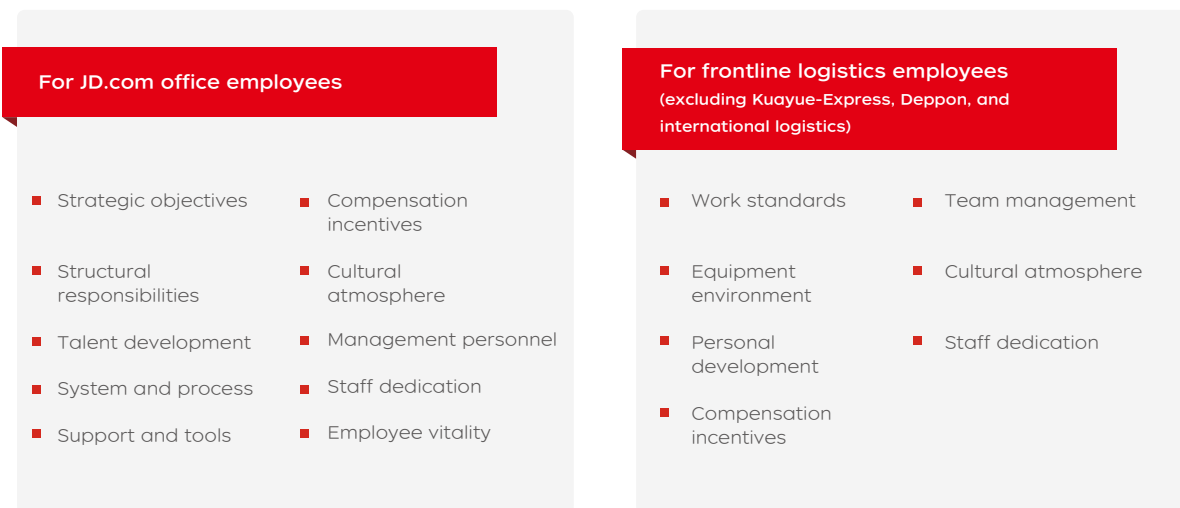 For JD.com office employees
Strategic objectives
Structural
responsibilities
Talent development
System and process
Support and tools
Compensation
incentives
Cultural
atmosphere
Management personnel
Staff dedication
Employee vitality
For frontline logistics employees
(excluding Kuayue-Express, Deppon, and
international logistics)
Work standards
Equipment
environment
Personal
development
Compensation
incentives
Team management
Cultural atmosphere
Staff dedication